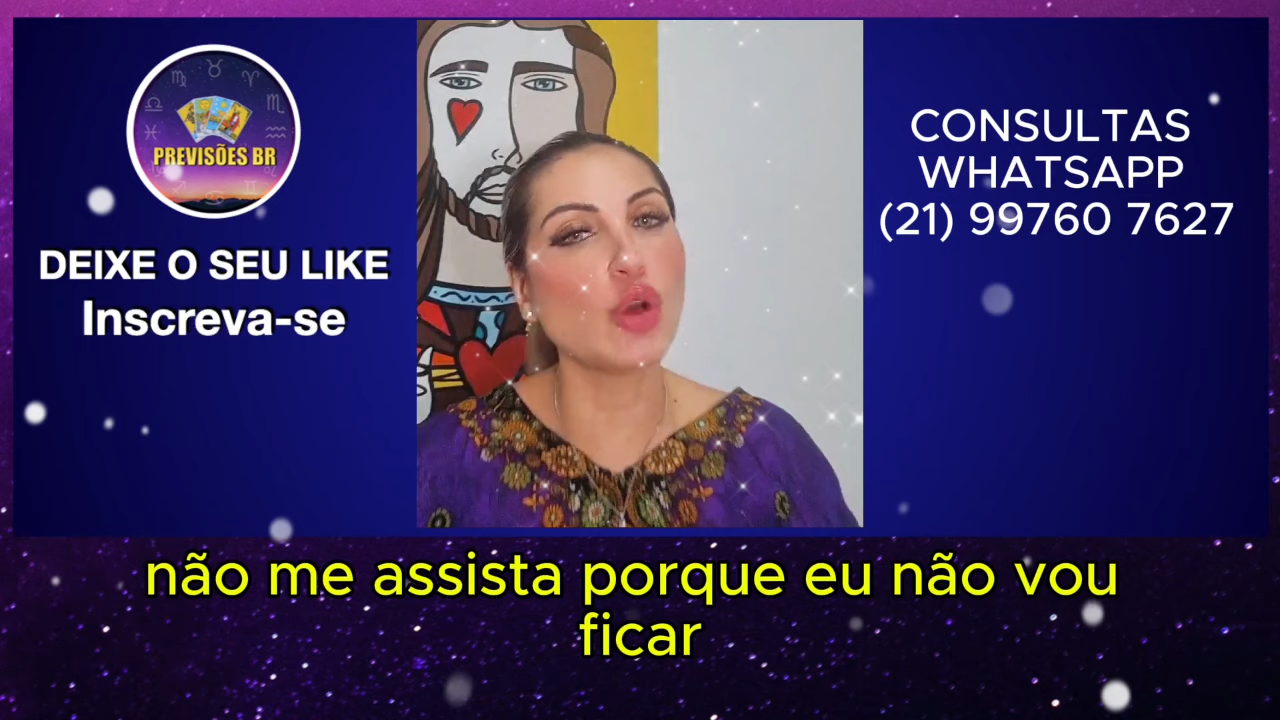 PREVISÕES BR
DEIXE O SEU LIKE
Inscreva-se
CONSULTAS
WHATSAPP
(21) 99760 7627
não me assista porque eu não vou
ficar